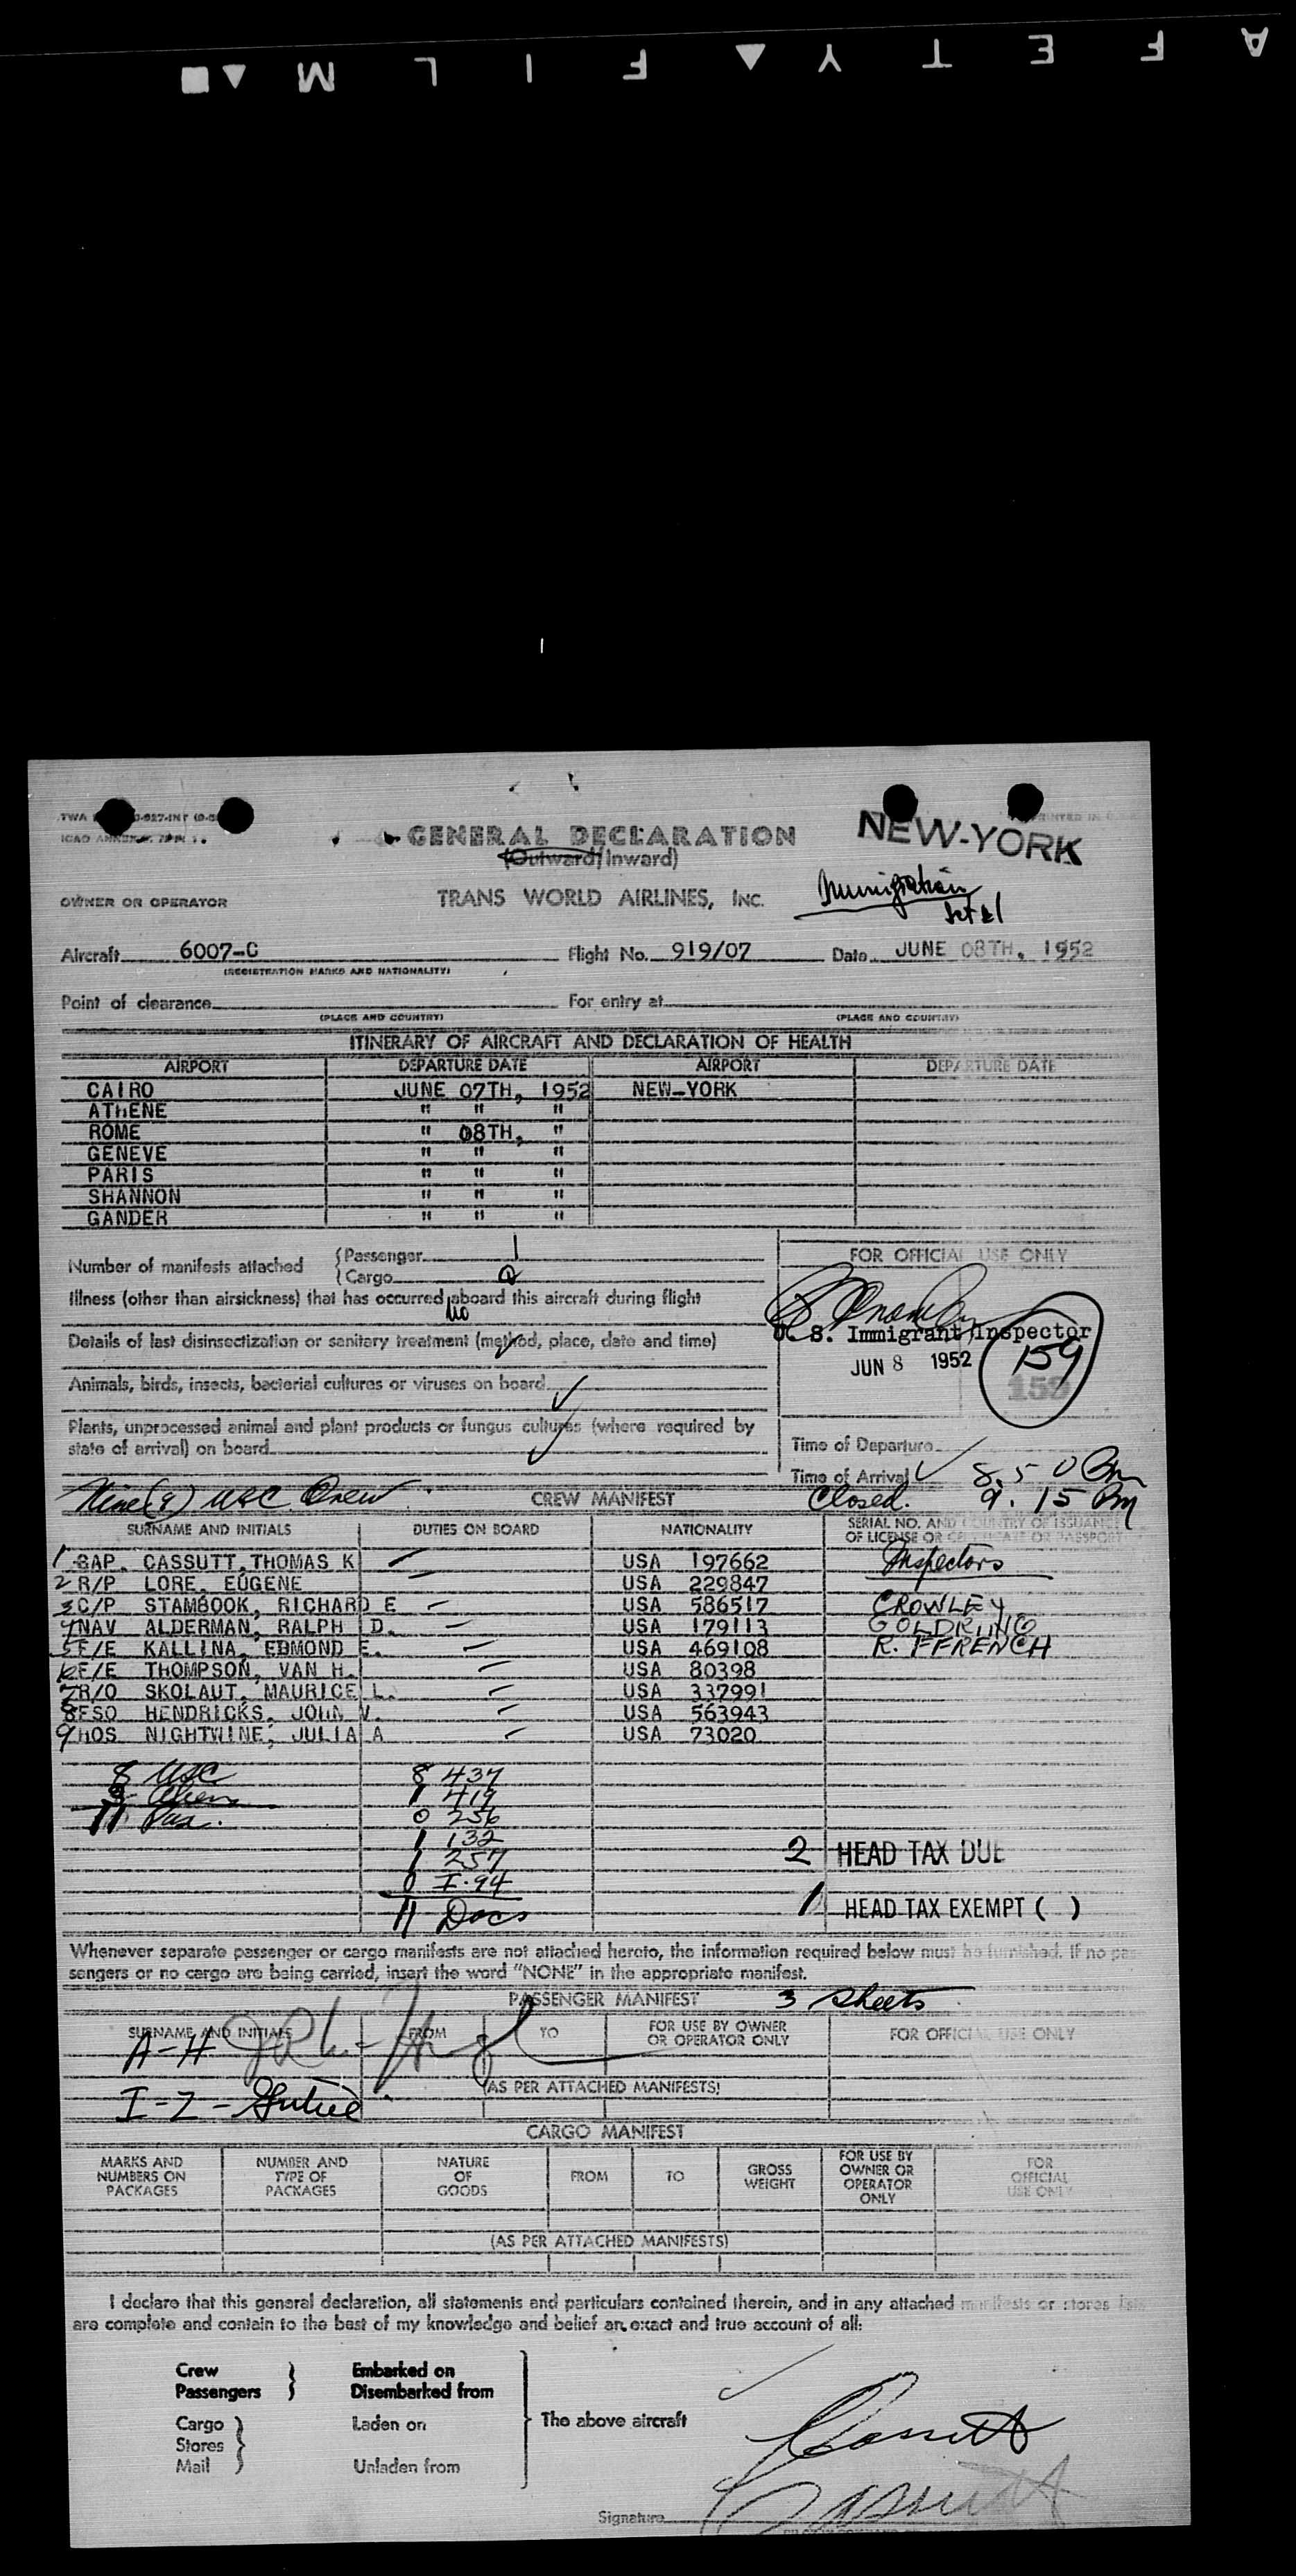 SAFETY FILM
NEW-YORK
GENERAL DECLARATION
(Outward/Inward)
Immigration
OWNER OR OPERATOR TRANS WORLD AIRLINES, INC.
Aircraft 6007-C Flight No. 919/07 Date JUNE 08TH, 1952
(REGISTRATION MARKS AND NATIONALITY)
Point of clearance For entry at
(PLACE AND COUNTRY) (PLACE AND COUNTRY)
ITINERARY OF AIRCRAFT AND DECLARATION OF HEALTH
AIRPORT DEPARTURE DATE AIRPORT DEPARTURE DATE
CAIRO JUNE 07TH, 1952 NEW-YORK
ATHENE " " "
ROME " 08TH, "
GENEVE " " "
PARIS " " "
SHANNON " " "
GANDER " " "
Number of manifests attached { Passenger 1
{ Cargo
FOR OFFICIAL USE ONLY
Illness (other than airsickness) that has occurred aboard this aircraft during flight
No
U. S. Immigrant Inspector
JUN 8 1952 159
159
Details of last disinsectization or sanitary treatment (method, place, date and time)
Animals, birds, insects, bacterial cultures or viruses on board
Plants, unprocessed animal and plant products or fungus cultures (where required by
state of arrival) on board
Time of Departure
Time of Arrival 8.50 Pm
Nine (9) USC Crew CREW MANIFEST Closed. 9.15 Pm
SURNAME AND INITIALS DUTIES ON BOARD NATIONALITY SERIAL NO. AND COUNTRY OF ISSUANCE
OF LICENSE OR CERTIFICATE OR PASSPORT
1 CAP. CASSUTT, THOMAS K USA 197662 Inspectors
2 R/P LORE, EUGENE USA 229847
3 C/P STAMBOOK, RICHARD E USA 586517 CROWLEY
4 NAV ALDERMAN, RALPH D. USA 179113 GOLDRING
5 F/E KALLINA, EDMOND E. USA 469108 R. FFRENCH
6 F/E THOMPSON, VAN H. USA 80398
7 R/O SKOLAUT, MAURICE L. USA 337991
8 FSO HENDRICKS, JOHN V. USA 563943
9 HOS NIGHTWINE, JULIA A USA 73020
8 USC 8 437
3 Aliens 1 419
11 Pax. 0 256
1 132
2 HEAD TAX DUE
1 257
0 I-94
1 HEAD TAX EXEMPT ( )
11 Docs
Whenever separate passenger or cargo manifests are not attached hereto, the information required below must be furnished. If no pas-
sengers or no cargo are being carried, insert the word "NONE" in the appropriate manifest.
PASSENGER MANIFEST 3 Sheets
SURNAME AND INITIALS FROM TO FOR USE BY OWNER
OR OPERATOR ONLY FOR OFFICIAL USE ONLY
A-H
(AS PER ATTACHED MANIFESTS)
I-Z
CARGO MANIFEST
MARKS AND
NUMBERS ON
PACKAGES
NUMBER AND
TYPE OF
PACKAGES
NATURE
OF
GOODS
FROM
TO
GROSS
WEIGHT
FOR USE BY
OWNER OR
OPERATOR
ONLY
FOR
OFFICIAL
USE ONLY
(AS PER ATTACHED MANIFESTS)
I declare that this general declaration, all statements and particulars contained therein, and in any attached manifests or stores lists
are complete and contain to the best of my knowledge and belief an exact and true account of all:
Crew } Embarked on
Passengers } Disembarked from
Cargo } Laden on The above aircraft
Stores
Mail } Unladen from
Cassutt
Signature Cassutt